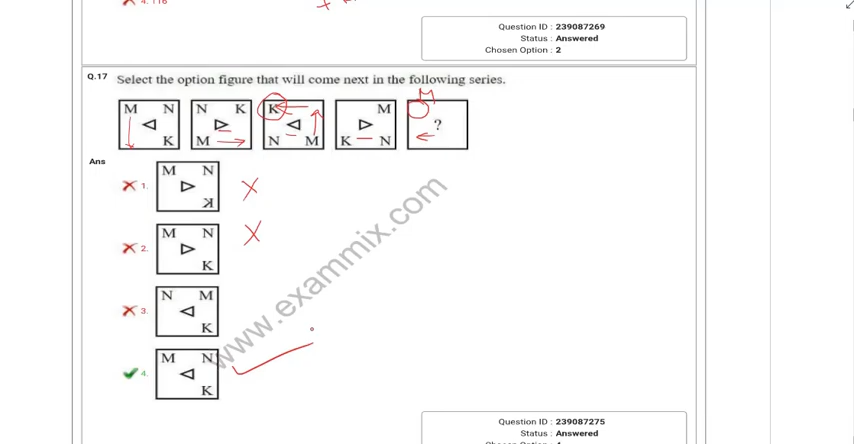 4. 116
Question ID : 239087269
Status : Answered
Chosen Option : 2
Q.17 Select the option figure that will come next in the following series.
M
M N N K K M
?
K M N M K N
Ans
1. M N
K
2. M N
K
3. N M
K
4. M N
K
www.exammix.com
Question ID : 239087275
Status : Answered